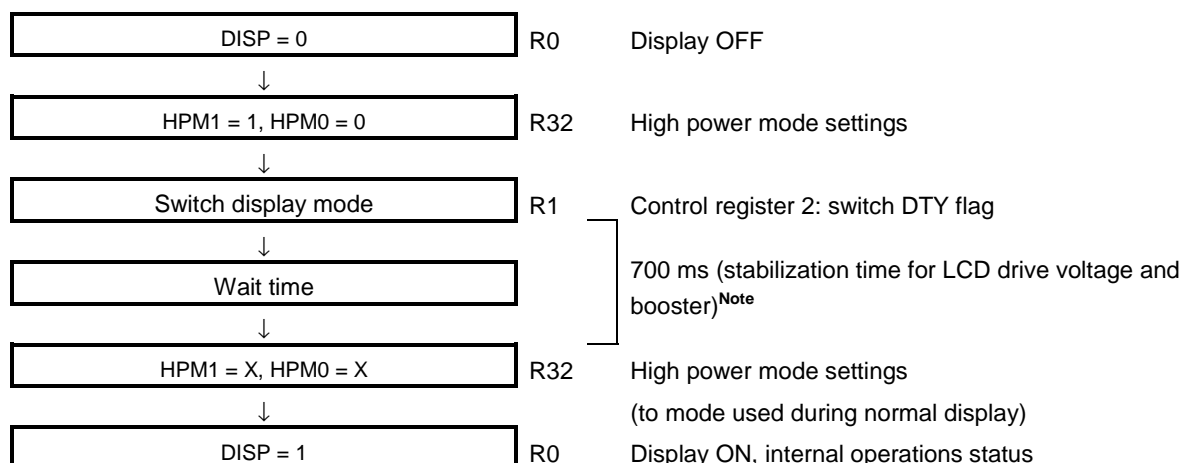 DISP = 0 R0 Display OFF
↓
HPM1 = 1, HPM0 = 0 R32 High power mode settings
↓
Switch display mode R1 Control register 2: switch DTY flag
↓
Wait time 700 ms (stabilization time for LCD drive voltage and
booster)Note
↓
HPM1 = X, HPM0 = X R32 High power mode settings
↓ (to mode used during normal display)
DISP = 1 R0 Display ON, internal operations status